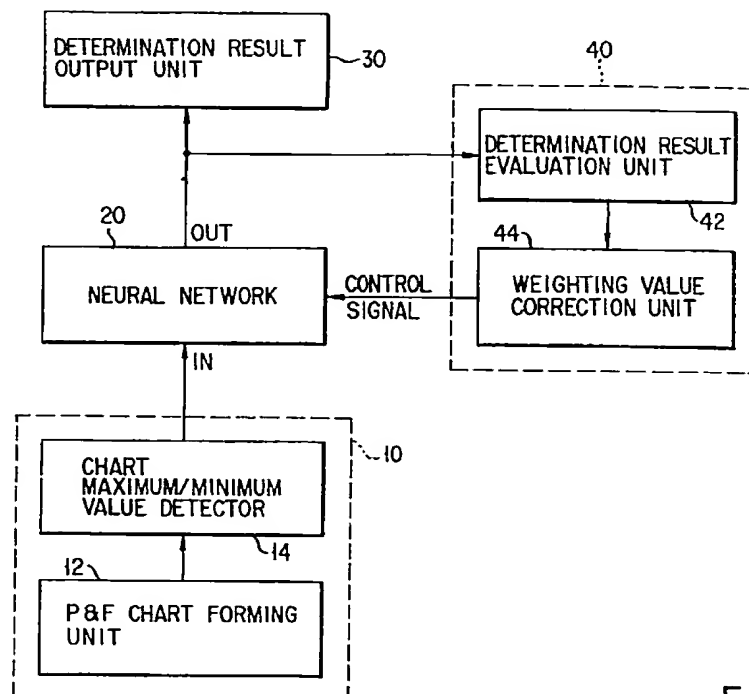 DETERMINATION RESULT
OUTPUT UNIT
30
40
DETERMINATION RESULT
EVALUATION UNIT
42
20
OUT
NEURAL NETWORK
CONTROL
SIGNAL
44
WEIGHTING VALUE
CORRECTION UNIT
IN
10
CHART
MAXIMUM/MINIMUM
VALUE DETECTOR
14
12
P&F CHART FORMING
UNIT